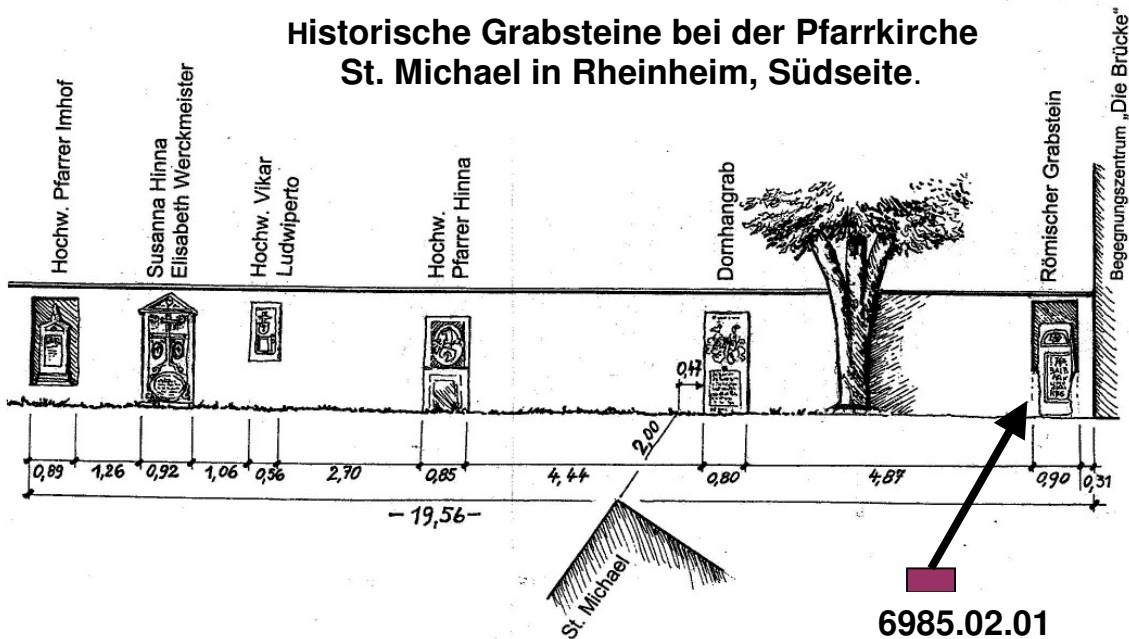 Historische Grabsteine bei der Pfarrkirche
St. Michael in Rheinheim, Südseite.
Hochw. Pfarrer Imhof
Susanna Hinna
Elisabeth Werckmeister
Hochw. Vikar
Ludwiperto
Hochw.
Pfarrer Hinna
Dornhangrab
Römischer Grabstein
Begegnungszentrum „Die Brücke“
0,47
2,00
0,89 1,26 0,92 1,06 0,56 2,70 0,85 4,44 0,80 4,87 0,90 0,31
-19,56-
St. Michael
6985.02.01